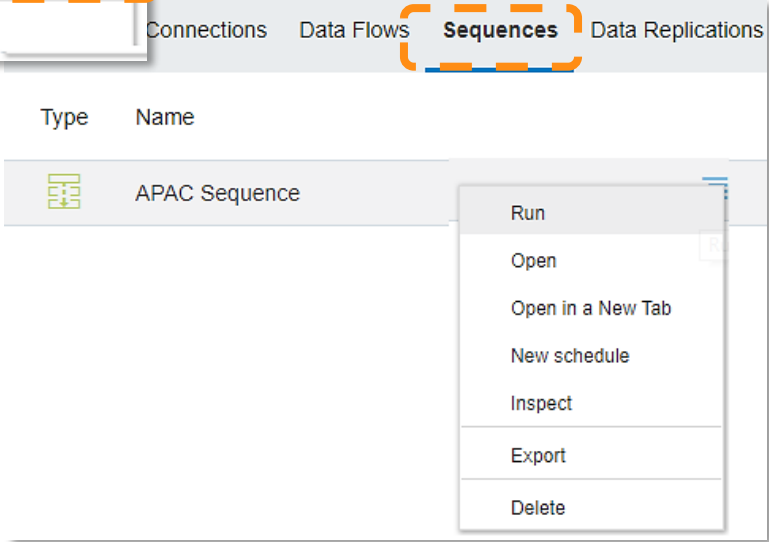 Connections Data Flows Sequences Data Replications
Type Name
APAC Sequence
Run
Open
Open in a New Tab
New schedule
Inspect
Export
Delete